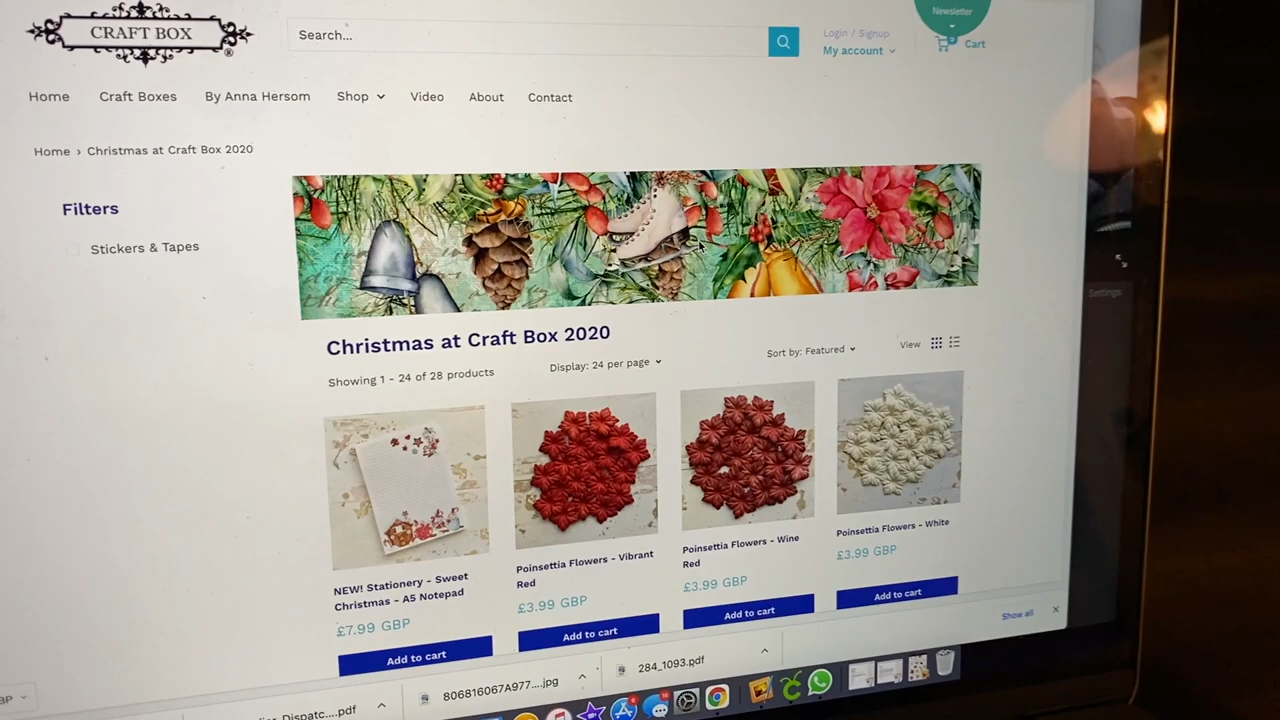 CRAFT BOX
®
Search...
Newsletter
Login / Signup
My account
Cart
Home Craft Boxes By Anna Hersom Shop Video About Contact
Home › Christmas at Craft Box 2020
Filters
Stickers & Tapes
Settings
Christmas at Craft Box 2020
Showing 1 - 24 of 28 products
Display: 24 per page
Sort by: Featured
View
NEW! Stationery - Sweet
Christmas - A5 Notepad
£7.99 GBP
Add to cart
Poinsettia Flowers - Vibrant
Red
£3.99 GBP
Add to cart
Poinsettia Flowers - Wine
Red
£3.99 GBP
Add to cart
Poinsettia Flowers - White
£3.99 GBP
Add to cart
Show all
806816067A977....jpg
284_1093.pdf